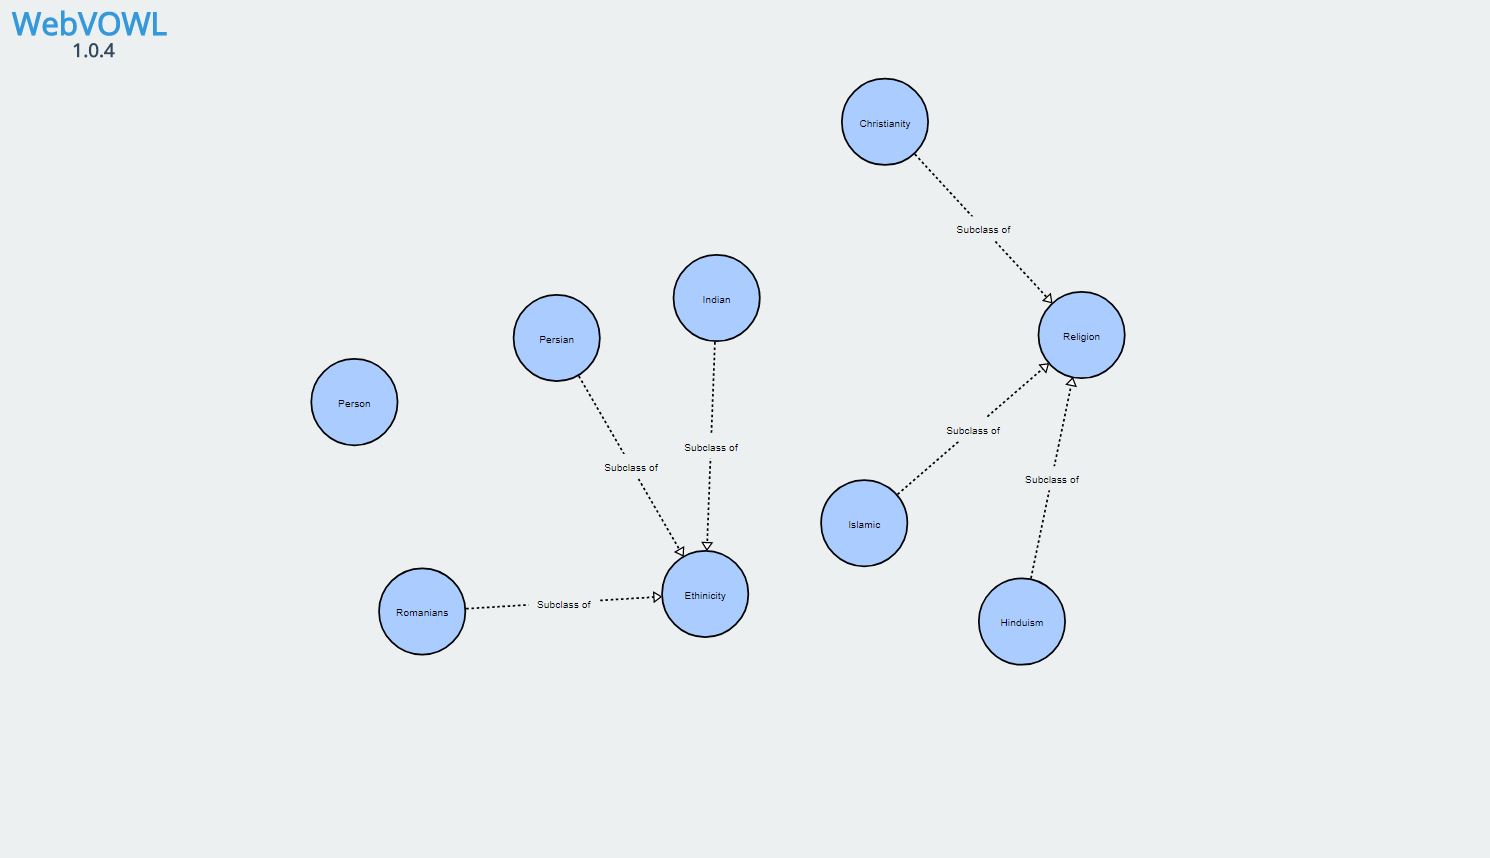 WebVOWL
1.0.4
Christianity
Subclass of
Indian
Religion
Persian
Person
Subclass of
Subclass of
Subclass of
Subclass of
Islamic
Ethinicity
Subclass of
Romanians
Hinduism